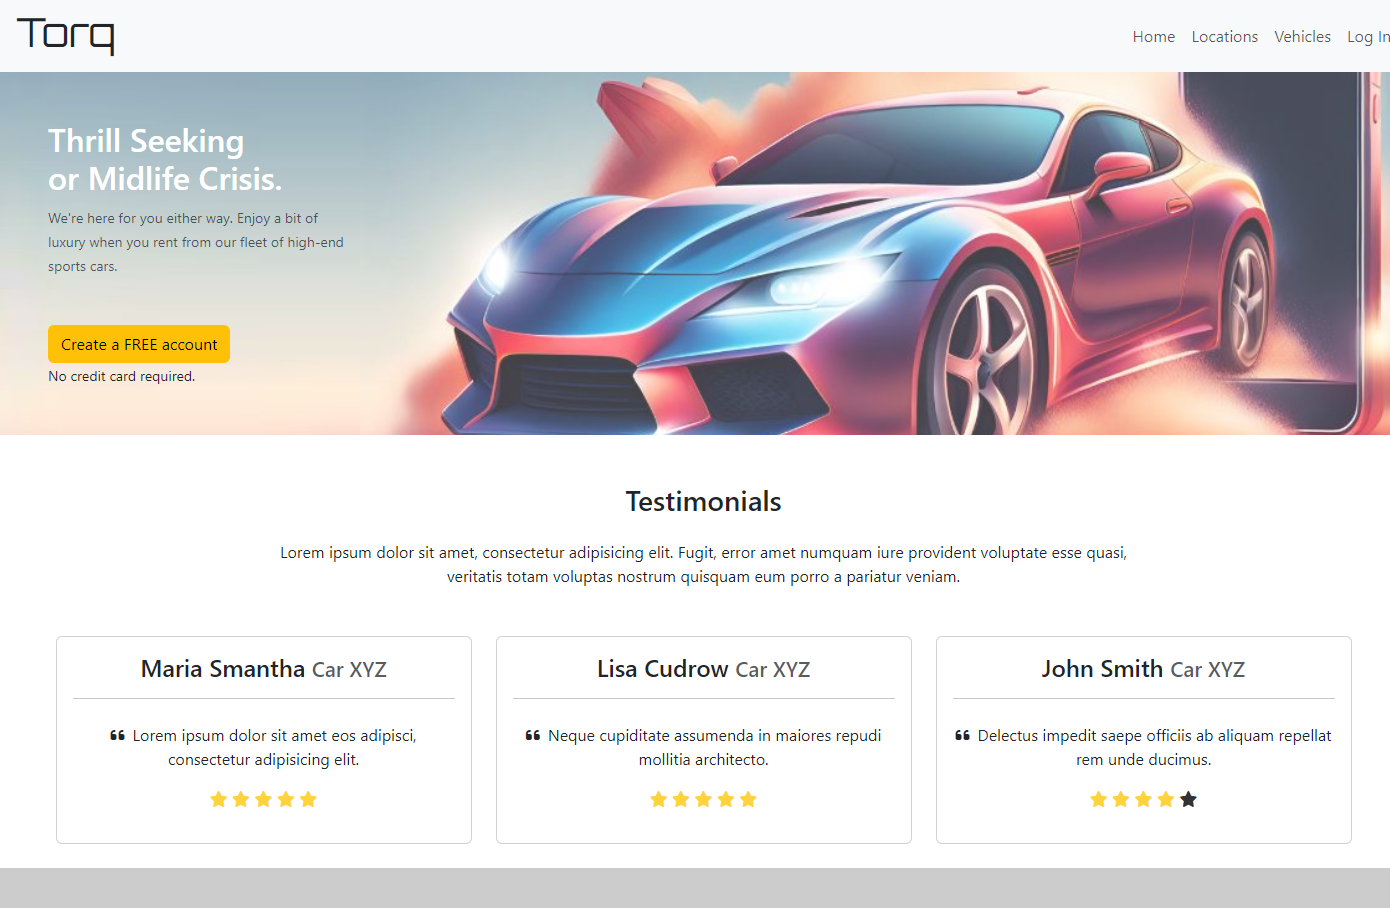 Torq
Home Locations Vehicles Log In
Thrill Seeking
or Midlife Crisis.
We're here for you either way. Enjoy a bit of
luxury when you rent from our fleet of high-end
sports cars.
Create a FREE account
No credit card required.
Testimonials
Lorem ipsum dolor sit amet, consectetur adipisicing elit. Fugit, error amet numquam iure provident voluptate esse quasi,
veritatis totam voluptas nostrum quisquam eum porro a pariatur veniam.
Maria Smantha Car XYZ
“ Lorem ipsum dolor sit amet eos adipisci,
consectetur adipisicing elit.
Lisa Cudrow Car XYZ
“ Neque cupiditate assumenda in maiores repudi
mollitia architecto.
John Smith Car XYZ
“ Delectus impedit saepe officiis ab aliquam repellat
rem unde ducimus.